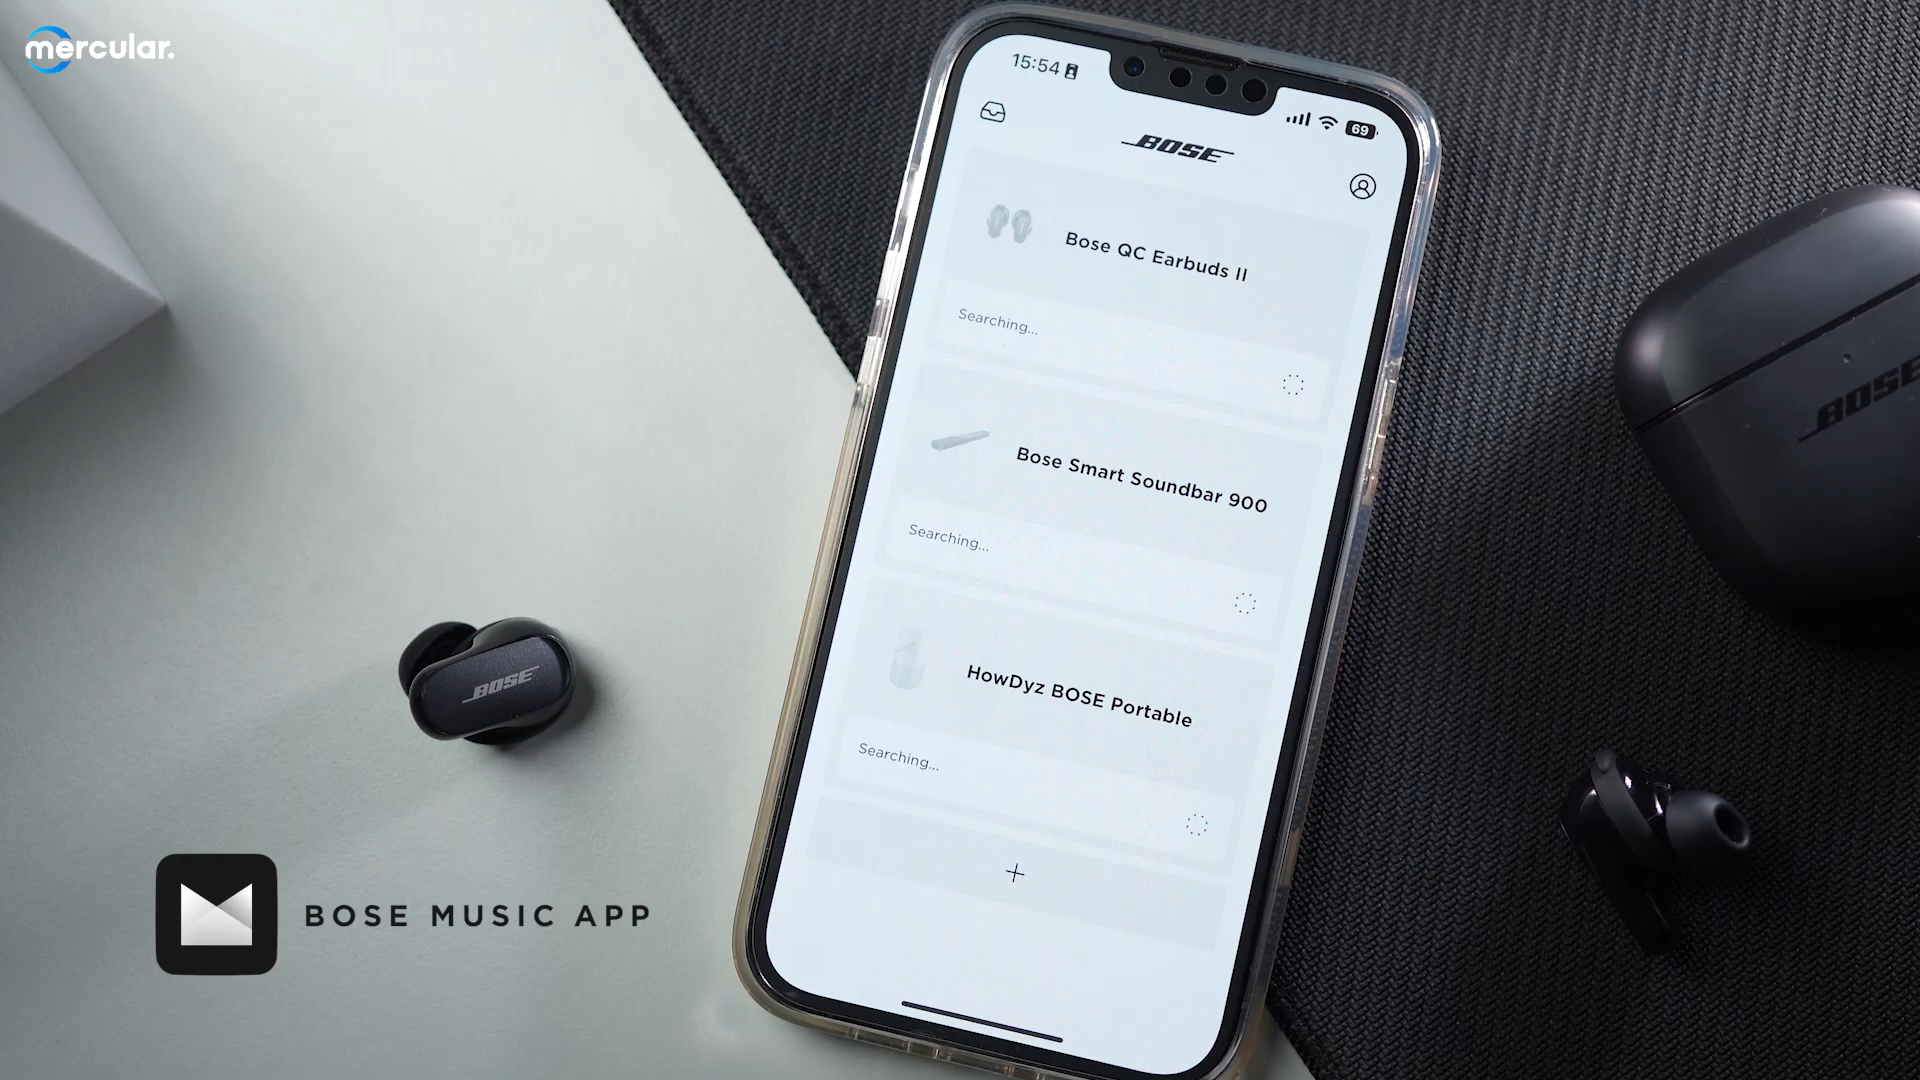 mercular.
15:54
69
BOSE
Bose QC Earbuds II
Searching...
Bose Smart Soundbar 900
Searching...
HowDyz BOSE Portable
Searching...
+
BOSE
BOSE
BOSE MUSIC APP